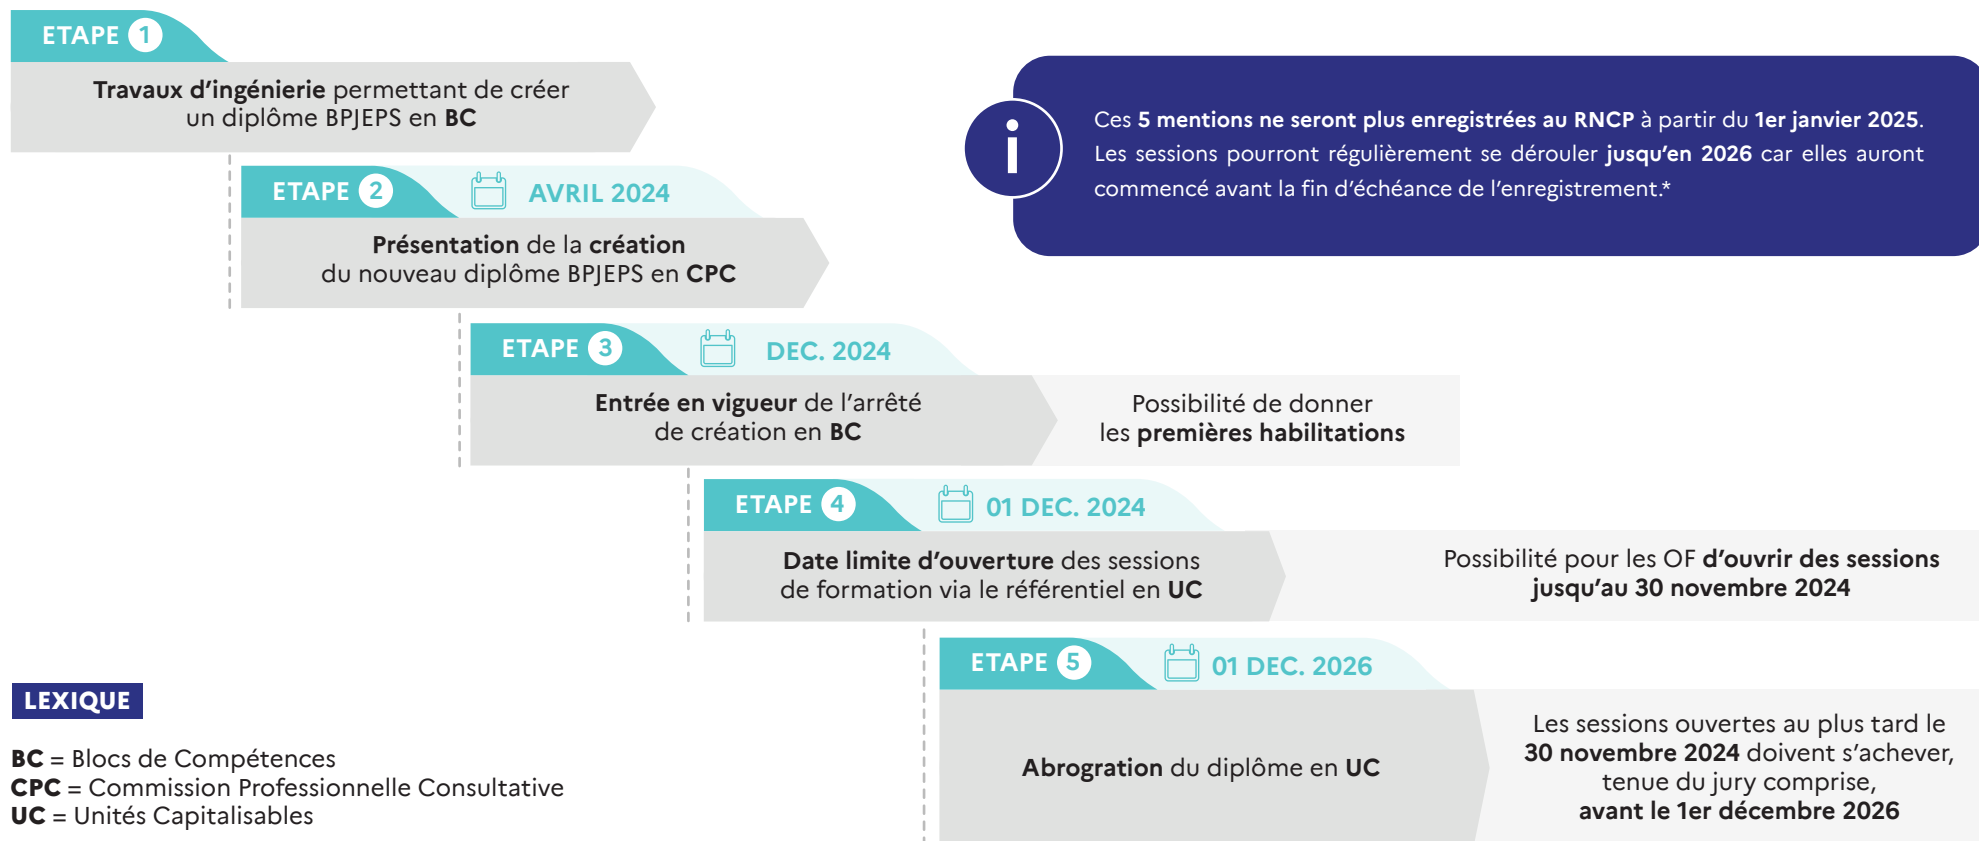 ETAPE 1
Travaux d'ingénierie permettant de créer
un diplôme BPJEPS en BC
i
Ces 5 mentions ne seront plus enregistrées au RNCP à partir du 1er janvier 2025.
Les sessions pourront régulièrement se dérouler jusqu'en 2026 car elles auront
commencé avant la fin d'échéance de l'enregistrement.*
ETAPE 2 AVRIL 2024
Présentation de la création
du nouveau diplôme BPJEPS en CPC
ETAPE 3 DEC. 2024
Entrée en vigueur de l'arrêté
de création en BC
Possibilité de donner
les premières habilitations
ETAPE 4 01 DEC. 2024
Date limite d'ouverture des sessions
de formation via le référentiel en UC
Possibilité pour les OF d'ouvrir des sessions
jusqu'au 30 novembre 2024
ETAPE 5 01 DEC. 2026
Abrogration du diplôme en UC
Les sessions ouvertes au plus tard le
30 novembre 2024 doivent s'achever,
tenue du jury comprise,
avant le 1er décembre 2026
LEXIQUE
BC = Blocs de Compétences
CPC = Commission Professionnelle Consultative
UC = Unités Capitalisables